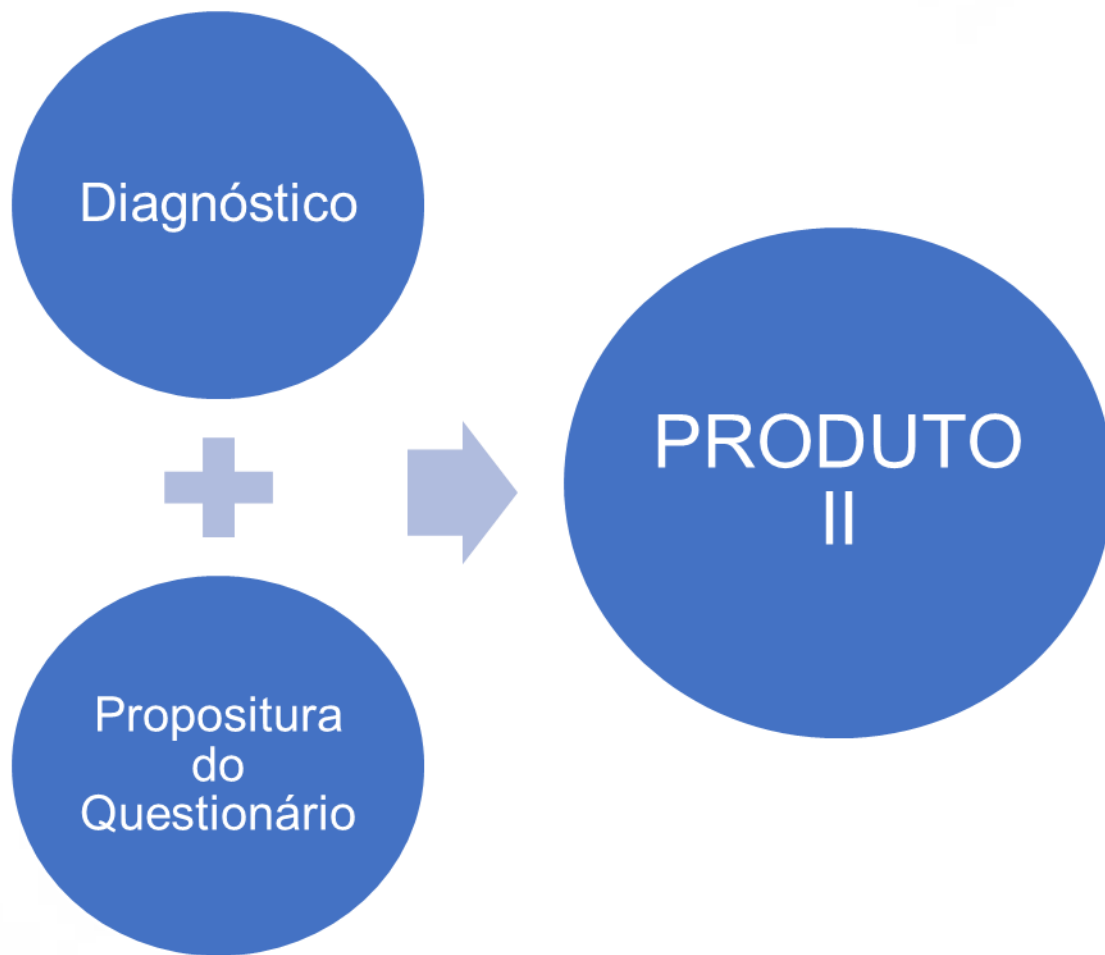 Diagnóstico
Propositura
do
Questionário
PRODUTO
II